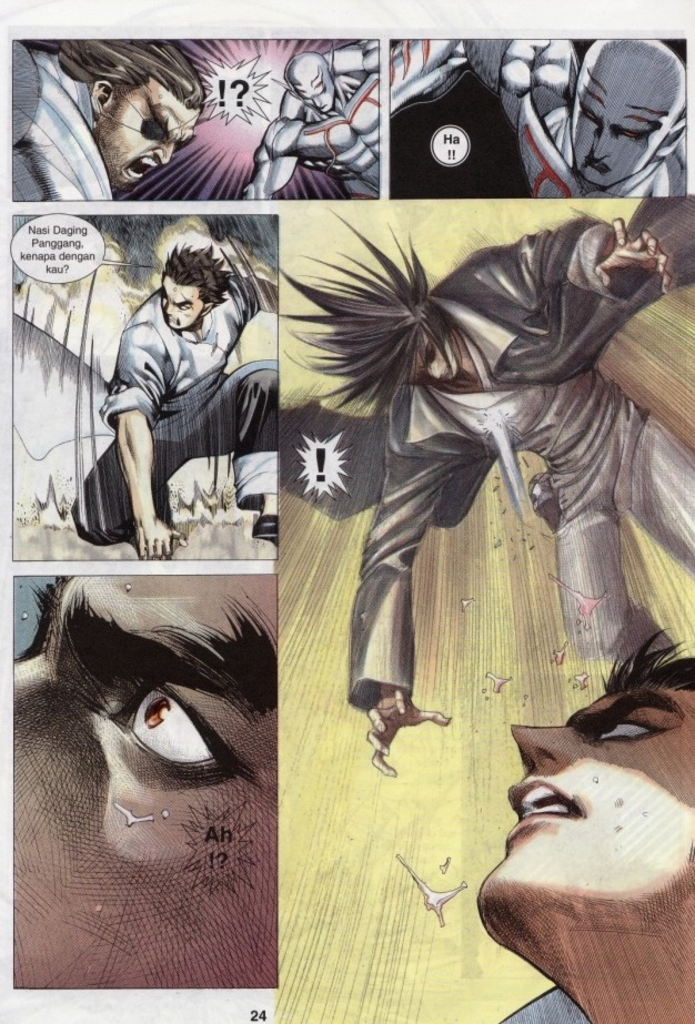 !?
Ha
!!
Nasi Daging
Panggang,
kenapa dengan
kau?
!
Ah
!?
24